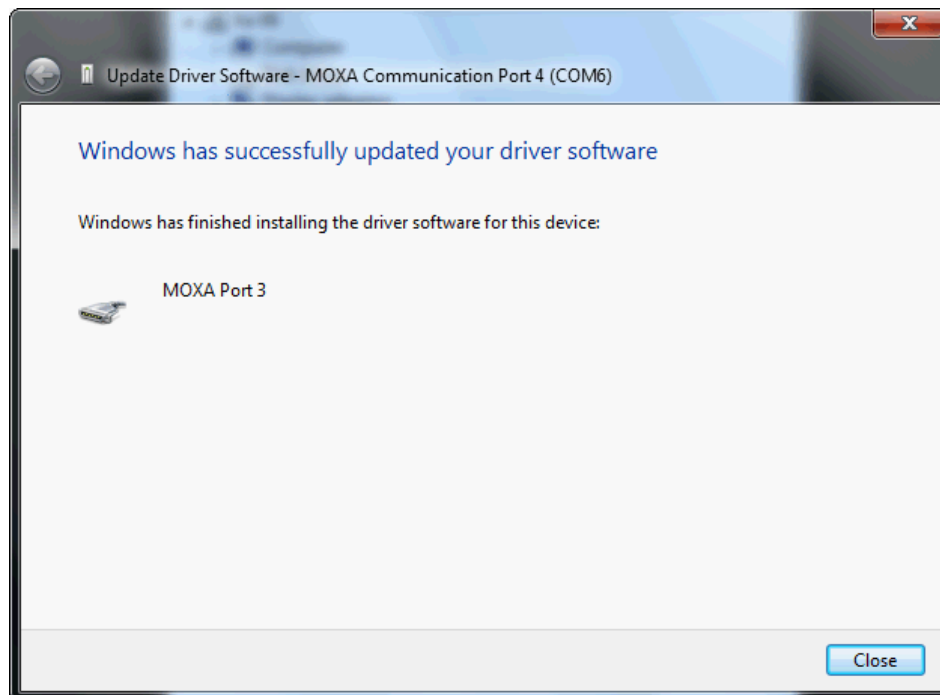 Update Driver Software - MOXA Communication Port 4 (COM6)
Windows has successfully updated your driver software
Windows has finished installing the driver software for this device:
MOXA Port 3
Close